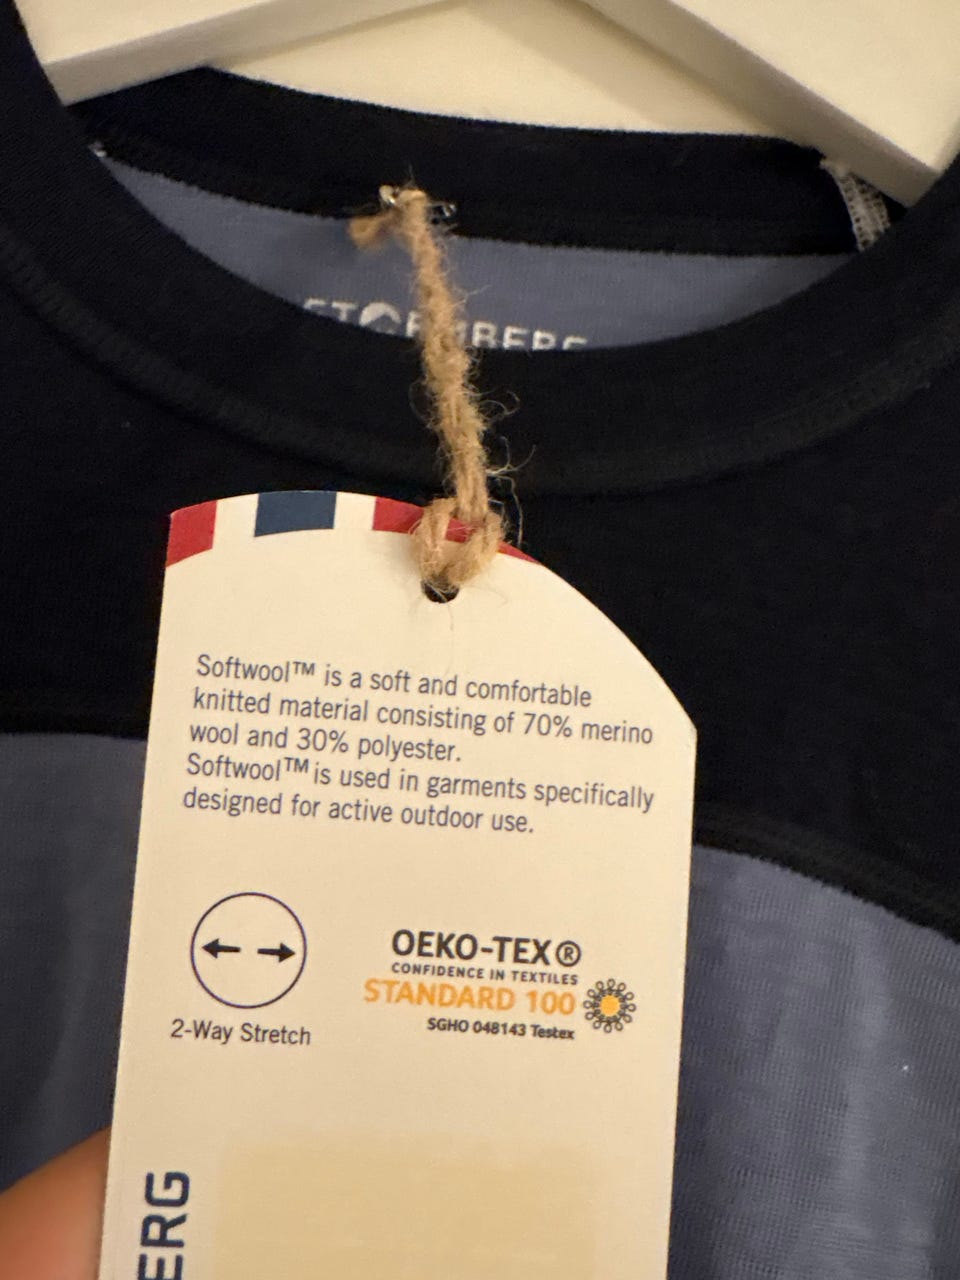 Softwool™ is a soft and comfortable
knitted material consisting of 70% merino
wool and 30% polyester.
Softwool™ is used in garments specifically
designed for active outdoor use.
2-Way Stretch
OEKO-TEX®
CONFIDENCE IN TEXTILES
STANDARD 100
SGHO 048143 Testex